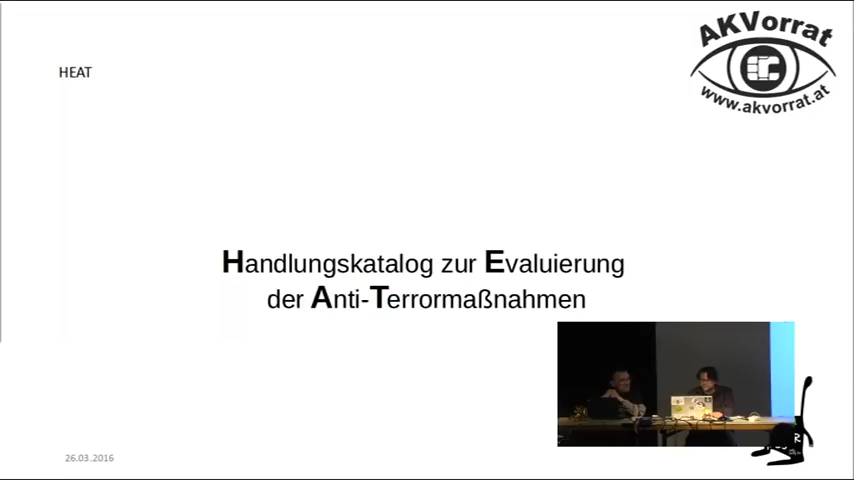 AKVorrat
www.akvorrat.at
HEAT
Handlungskatalog zur Evaluierung
der Anti-Terrormaßnahmen
26.03.2016